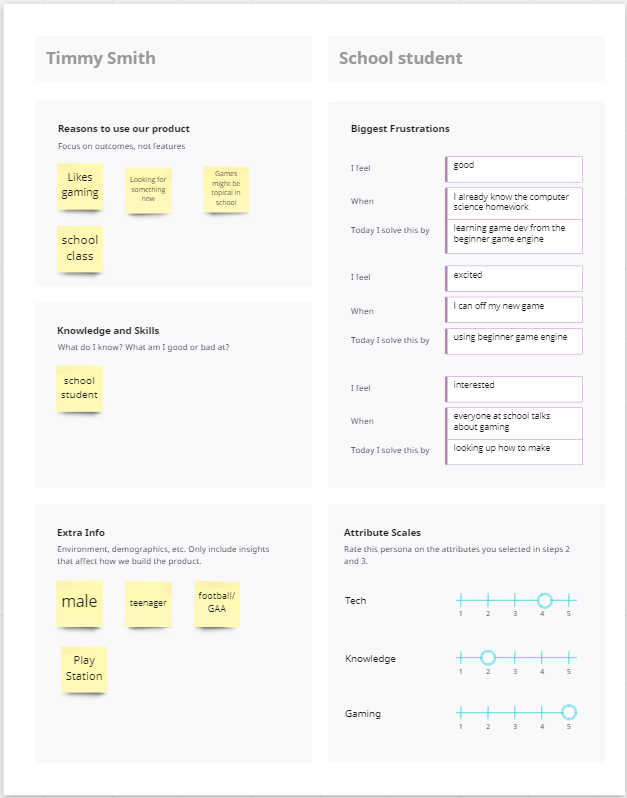 Timmy Smith
School student
Reasons to use our product
Focus on outcomes, not features
Likes
gaming
Looking for
something
new
Games
might be
topical in
school
school
class
Knowledge and Skills
What do I know? What am I good or bad at?
school
student
Biggest Frustrations
I feel
good
When
I already know the computer
science homework
Today I solve this by
learning game dev from the
beginner game engine
I feel
excited
When
I can off my new game
Today I solve this by
using beginner game engine
I feel
interested
When
everyone at school talks
about gaming
Today I solve this by
looking up how to make
Extra Info
Environment, demographics, etc. Only include insights
that affect how we build the product.
male
teenager
football/
GAA
Play
Station
Attribute Scales
Rate this persona on the attributes you selected in steps 2
and 3.
Tech
1 2 3 4 5
Knowledge
1 2 3 4 5
Gaming
1 2 3 4 5